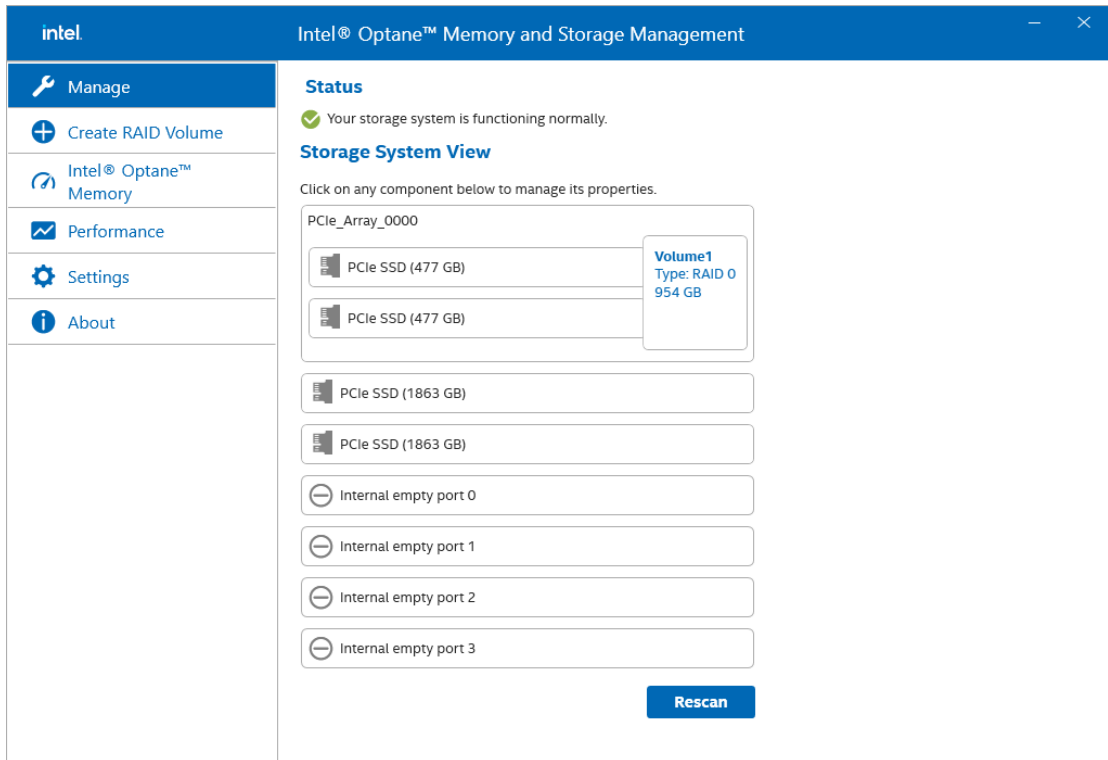 intel.
Intel® Optane™ Memory and Storage Management
Manage
Create RAID Volume
Intel® Optane™
Memory
Performance
Settings
About
Status
Your storage system is functioning normally.
Storage System View
Click on any component below to manage its properties.
PCIe_Array_0000
PCIe SSD (477 GB)
PCIe SSD (477 GB)
Volume1
Type: RAID 0
954 GB
PCIe SSD (1863 GB)
PCIe SSD (1863 GB)
Internal empty port 0
Internal empty port 1
Internal empty port 2
Internal empty port 3
Rescan